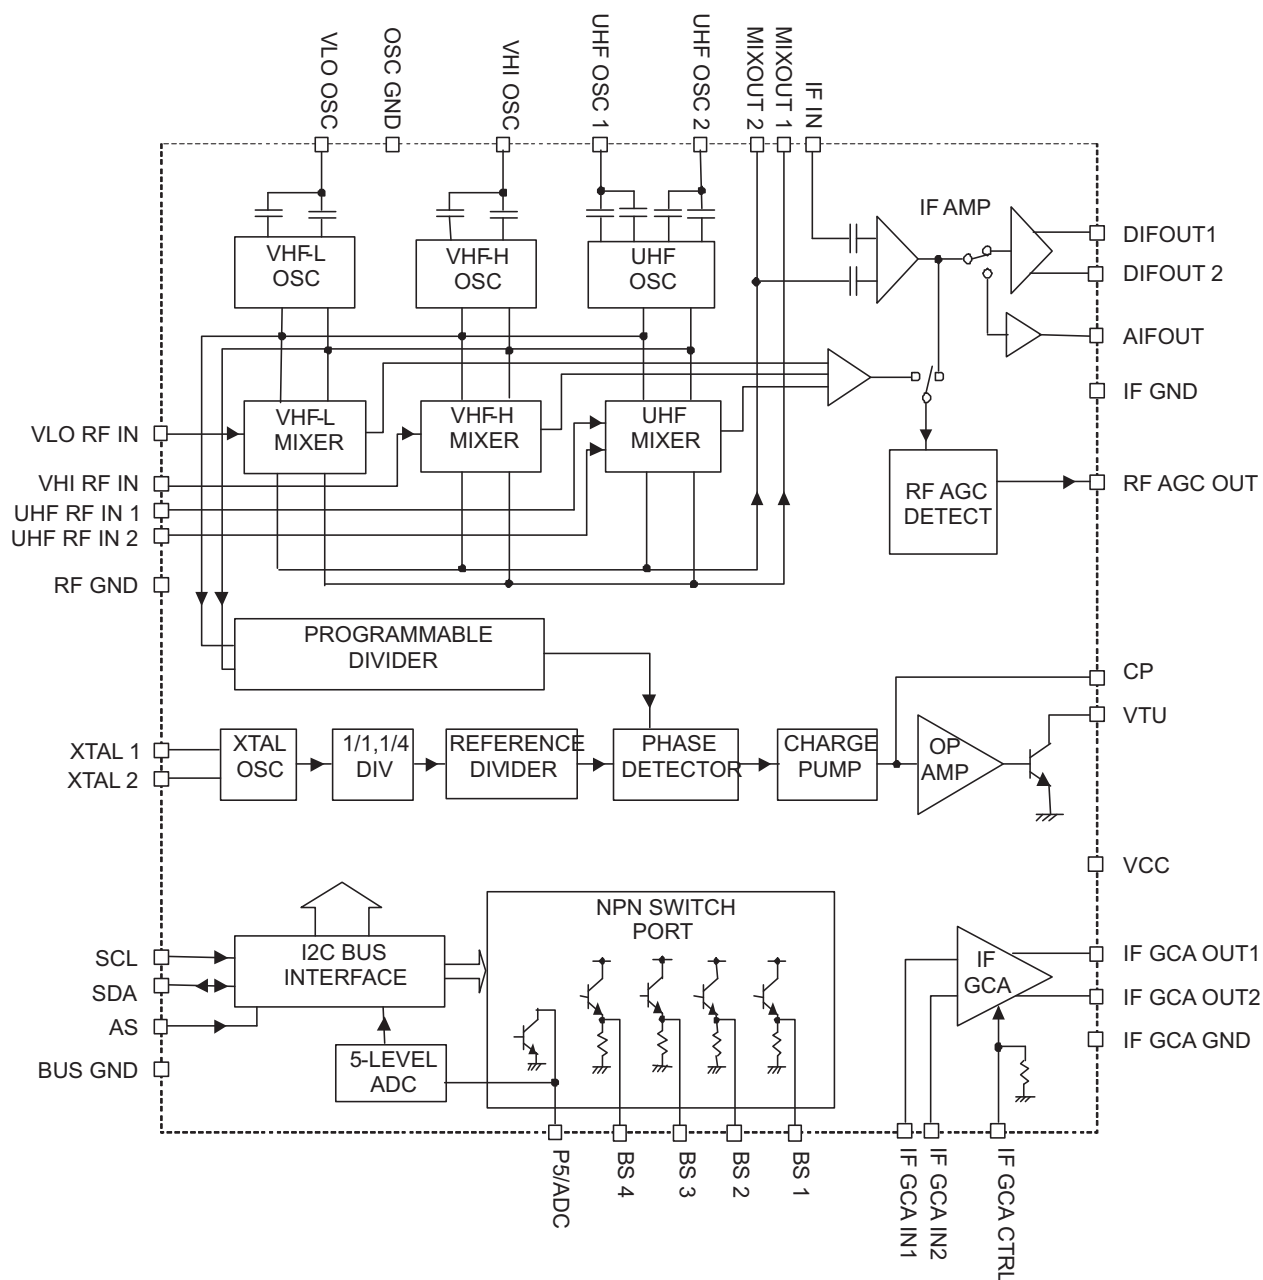 VLO OSC
OSC GND
VHI OSC
UHF OSC 1
UHF OSC 2
MIXOUT 2
MIXOUT 1
IF IN
VHF-L
OSC
VHF-H
OSC
UHF
OSC
IF AMP
DIFOUT1
DIFOUT 2
AIFOUT
IF GND
VLO RF IN
VHI RF IN
UHF RF IN 1
UHF RF IN 2
RF GND
VHF-L
MIXER
VHF-H
MIXER
UHF
MIXER
RF AGC
DETECT
RF AGC OUT
PROGRAMMABLE
DIVIDER
CP
VTU
XTAL 1
XTAL 2
XTAL
OSC
1/1,1/4
DIV
REFERENCE
DIVIDER
PHASE
DETECTOR
CHARGE
PUMP
OP
AMP
VCC
SCL
SDA
AS
BUS GND
I2C BUS
INTERFACE
5-LEVEL
ADC
NPN SWITCH
PORT
IF
GCA
IF GCA OUT1
IF GCA OUT2
IF GCA GND
P5/ADC
BS 4
BS 3
BS 2
BS 1
IF GCA IN1
IF GCA IN2
IF GCA CTRL